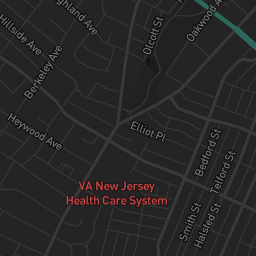 Highland Ave
Hillside Ave
Berkeley Ave
Olcott St
Oakwood A
Heywood Ave
Elliot Pl
Bedford St
Telford St
VA New Jersey
Health Care System
Smith St
Halsted St